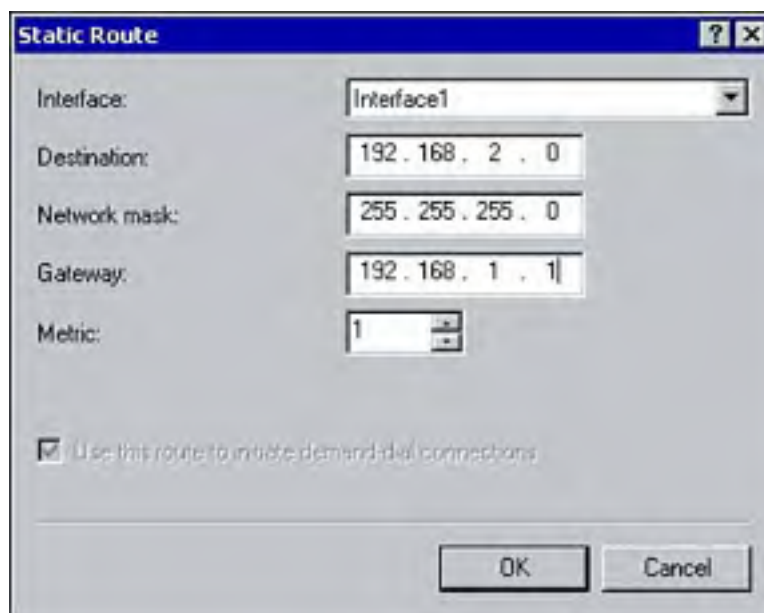 Static Route
Interface: Interface1
Destination: 192 . 168 . 2 . 0
Network mask: 255 . 255 . 255 . 0
Gateway: 192 . 168 . 1 . 1
Metric: 1
Use this route to initiate demand-dial connections
OK Cancel